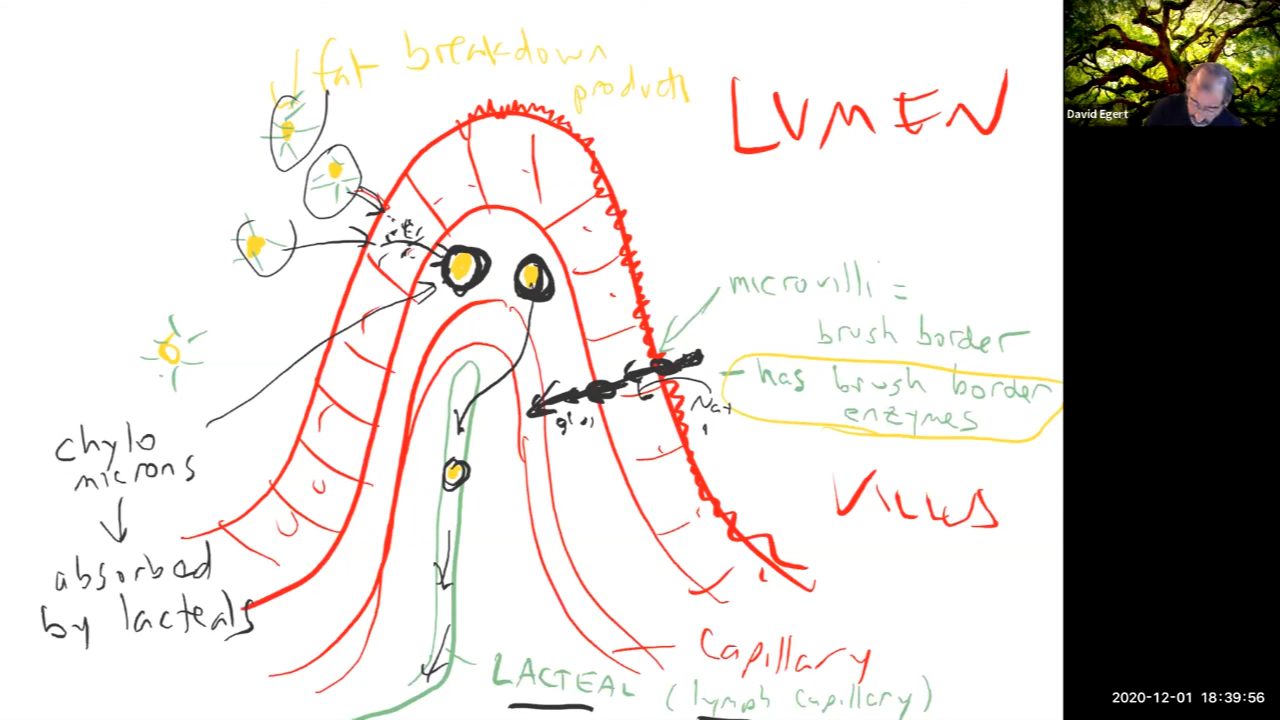 fat breakdown
products
LUMEN
David Egert
microvilli =
brush border
- has brush border
enzymes
Na+
chylo
microns
absorbed
by lacteals
VILLUS
Capillary
LACTEAL (lymph capillary)
2020-12-01 18:39:56